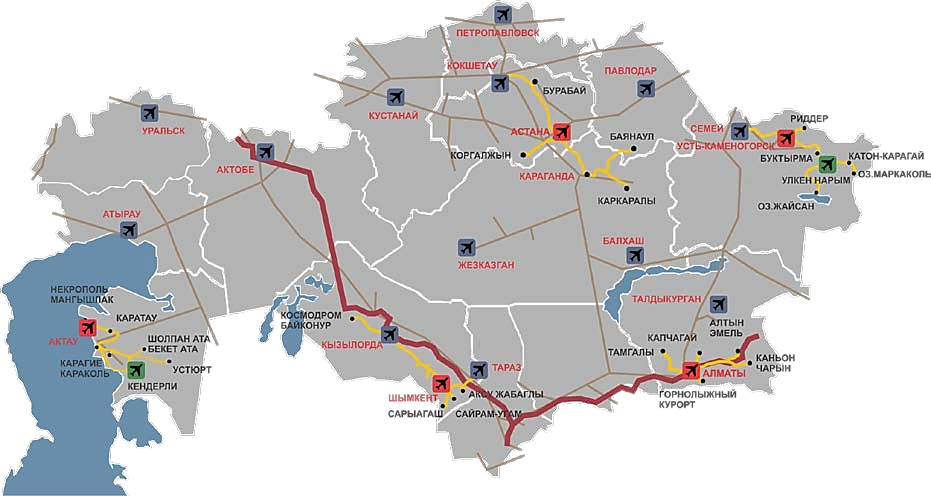 ПЕТРОПАВЛОВСК
КОКШЕТАУ
ПАВЛОДАР
БУРАБАЙ
КУСТАНАЙ
УРАЛЬСК
АСТАНА
БАЯНАУЛ
СЕМЕЙ
РИДДЕР
УСТЬ-КАМЕНОГОРСК
КОРГАЛЖЫН
БУКТЫРМА
КАТОН-КАРАГАЙ
АКТОБЕ
КАРАГАНДА
УЛКЕН НАРЫМ
ОЗ.МАРКАКОЛЬ
КАРКАРАЛЫ
ОЗ.ЖАЙСАН
АТЫРАУ
БАЛХАШ
ЖЕЗКАЗГАН
НЕКРОПОЛЬ
МАНГЫШЛАК
ТАЛДЫКУРГАН
КАРАТАУ
КОСМОДРОМ
БАЙКОНУР
АЛТЫН
ЭМЕЛЬ
АКТАУ
ШОЛПАН АТА
БЕКЕТ АТА
КЫЗЫЛОРДА
КАПЧАГАЙ
ТАМГАЛЫ
КАРАГИЕ
КАРАКОЛЬ
УСТЮРТ
КАНЬОН
ЧАРЫН
ТАРАЗ
АЛМАТЫ
КЕНДЕРЛИ
ШЫМКЕНТ
АКСУ ЖАБАГЛЫ
САРЫАГАШ
САЙРАМ-УГАМ
ГОРНОЛЫЖНЫЙ
КУРОРТ